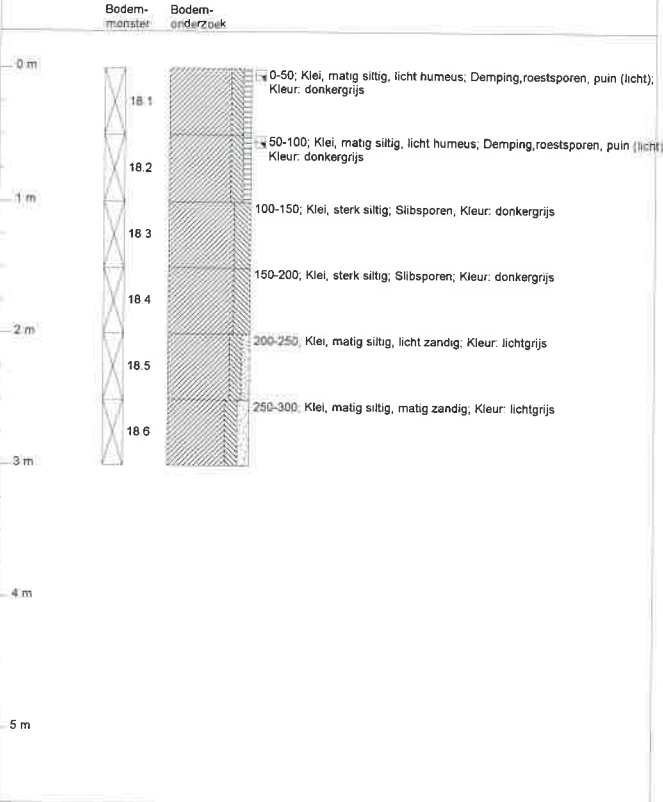 Bodem- Bodem-
monster onderzoek
0 m
0-50; Klei, matig siltig, licht humeus; Demping,roestsporen, puin (licht);
Kleur: donkergrijs
18.1
50-100; Klei, matig siltig, licht humeus; Demping,roestsporen, puin (licht)
Kleur: donkergrijs
18.2
1 m
100-150; Klei, sterk siltig; Slibsporen, Kleur: donkergrijs
18 3
150-200; Klei, sterk siltig; Slibsporen; Kleur: donkergrijs
18.4
2 m
200-250; Klei, matig siltig, licht zandig; Kleur: lichtgrijs
18.5
250-300; Klei, matig siltig, matig zandig; Kleur: lichtgrijs
18 6
3 m
4 m
5 m